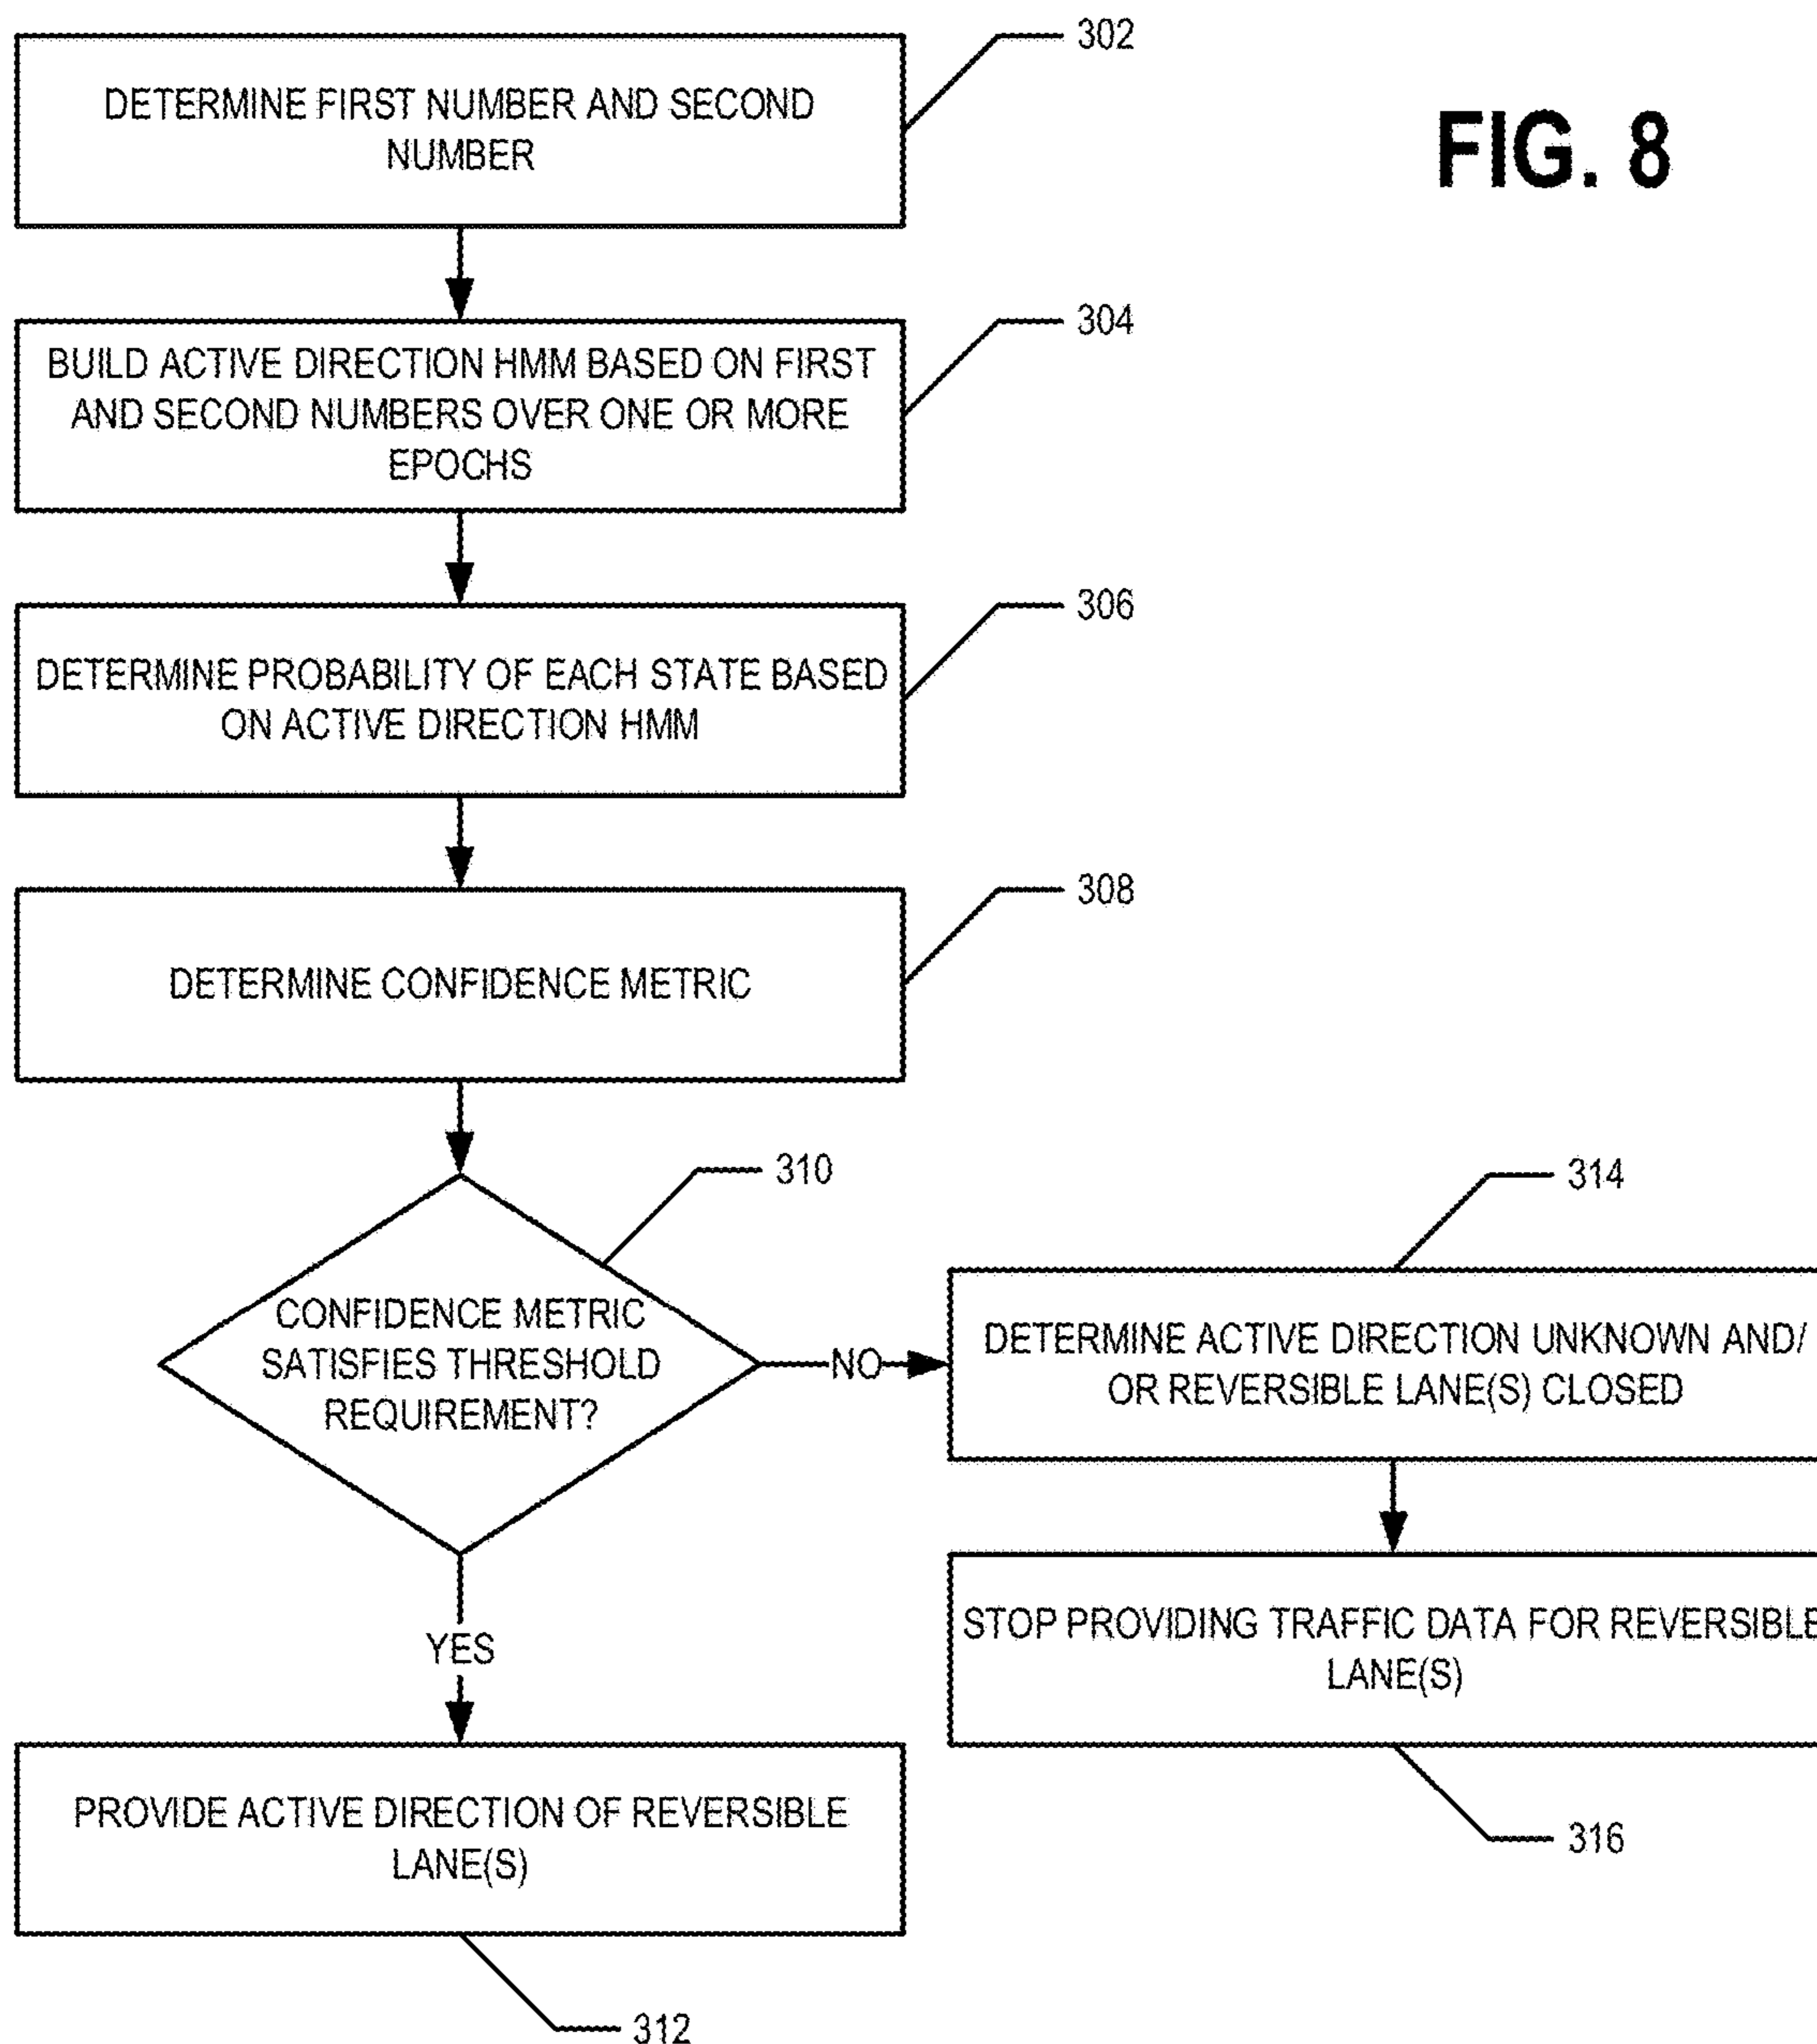 302
FIG. 8
DETERMINE FIRST NUMBER AND SECOND
NUMBER
304
BUILD ACTIVE DIRECTION HMM BASED ON FIRST
AND SECOND NUMBERS OVER ONE OR MORE
EPOCHS
306
DETERMINE PROBABILITY OF EACH STATE BASED
ON ACTIVE DIRECTION HMM
308
DETERMINE CONFIDENCE METRIC
310
CONFIDENCE METRIC
SATISFIES THRESHOLD
REQUIREMENT?
NO
314
DETERMINE ACTIVE DIRECTION UNKNOWN AND/
OR REVERSIBLE LANE(S) CLOSED
STOP PROVIDING TRAFFIC DATA FOR REVERSIBLE
LANE(S)
316
YES
PROVIDE ACTIVE DIRECTION OF REVERSIBLE
LANE(S)
312